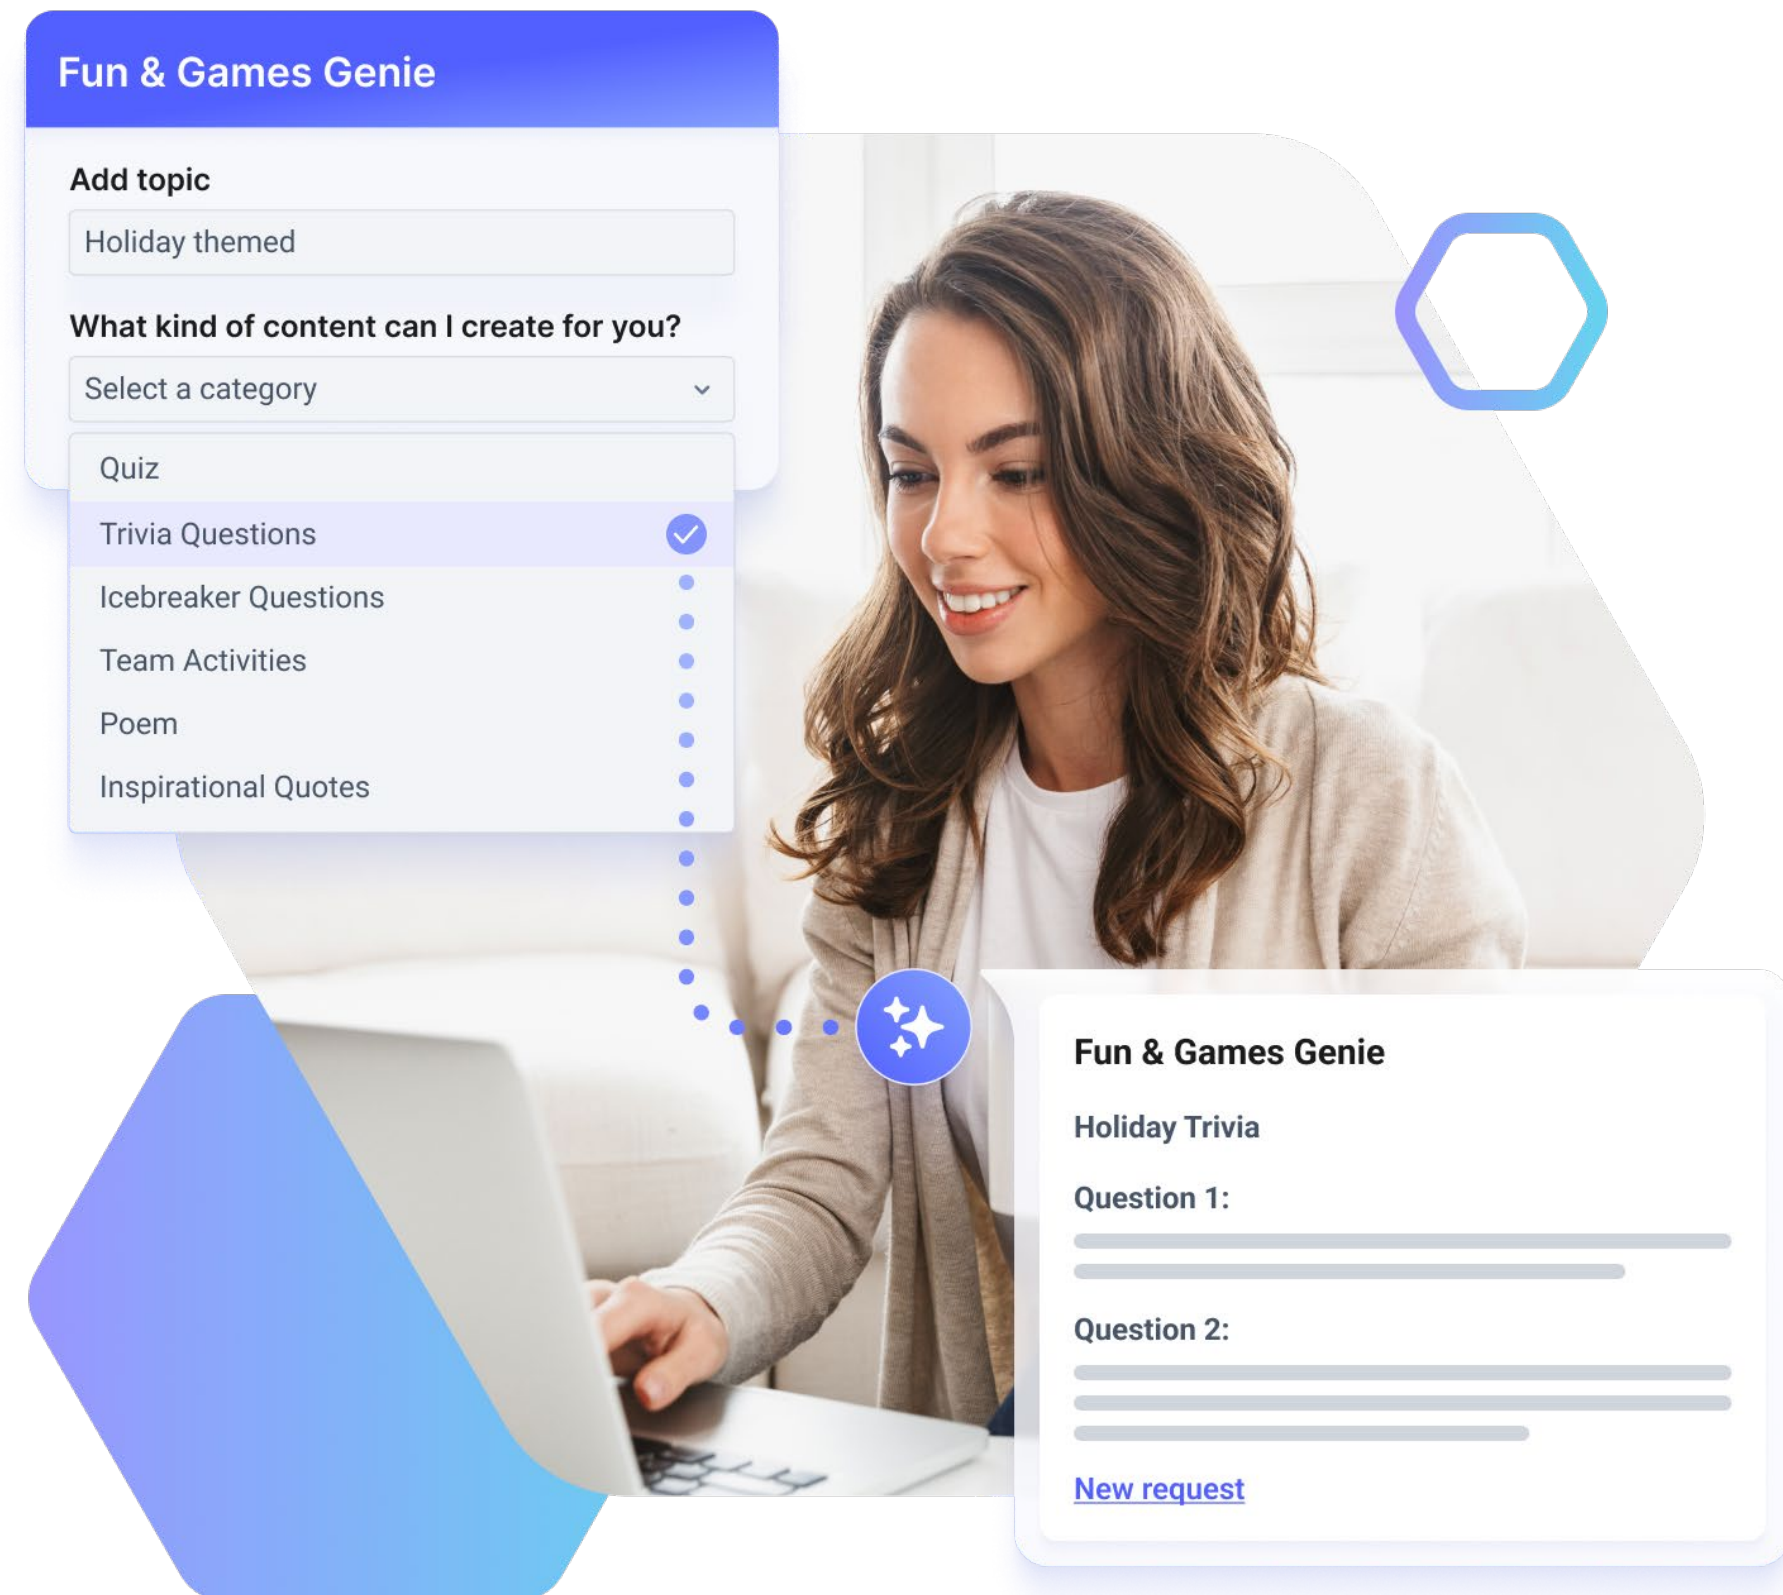 Fun & Games Genie
Add topic
Holiday themed
What kind of content can I create for you?
Select a category
Quiz
Trivia Questions
Icebreaker Questions
Team Activities
Poem
Inspirational Quotes
Fun & Games Genie
Holiday Trivia
Question 1:
Question 2:
New request